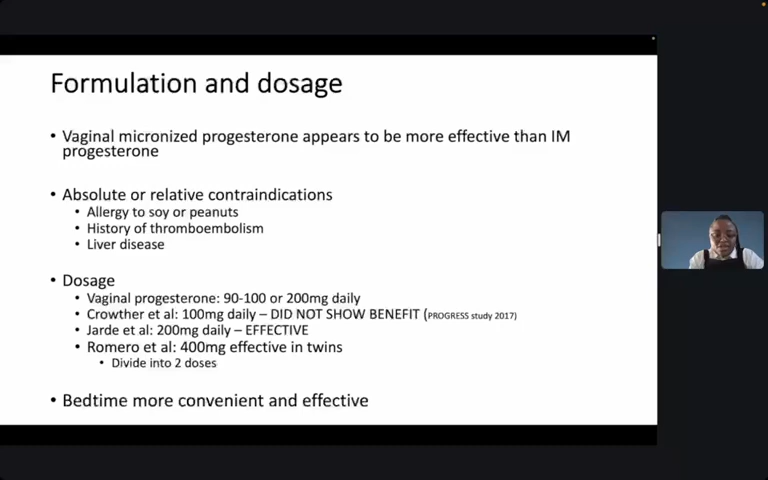 Formulation and dosage
• Vaginal micronized progesterone appears to be more effective than IM
progesterone
• Absolute or relative contraindications
• Allergy to soy or peanuts
• History of thromboembolism
• Liver disease
• Dosage
• Vaginal progesterone: 90-100 or 200mg daily
• Crowther et al: 100mg daily – DID NOT SHOW BENEFIT (PROGRESS study 2017)
• Jarde et al: 200mg daily – EFFECTIVE
• Romero et al: 400mg effective in twins
• Divide into 2 doses
• Bedtime more convenient and effective